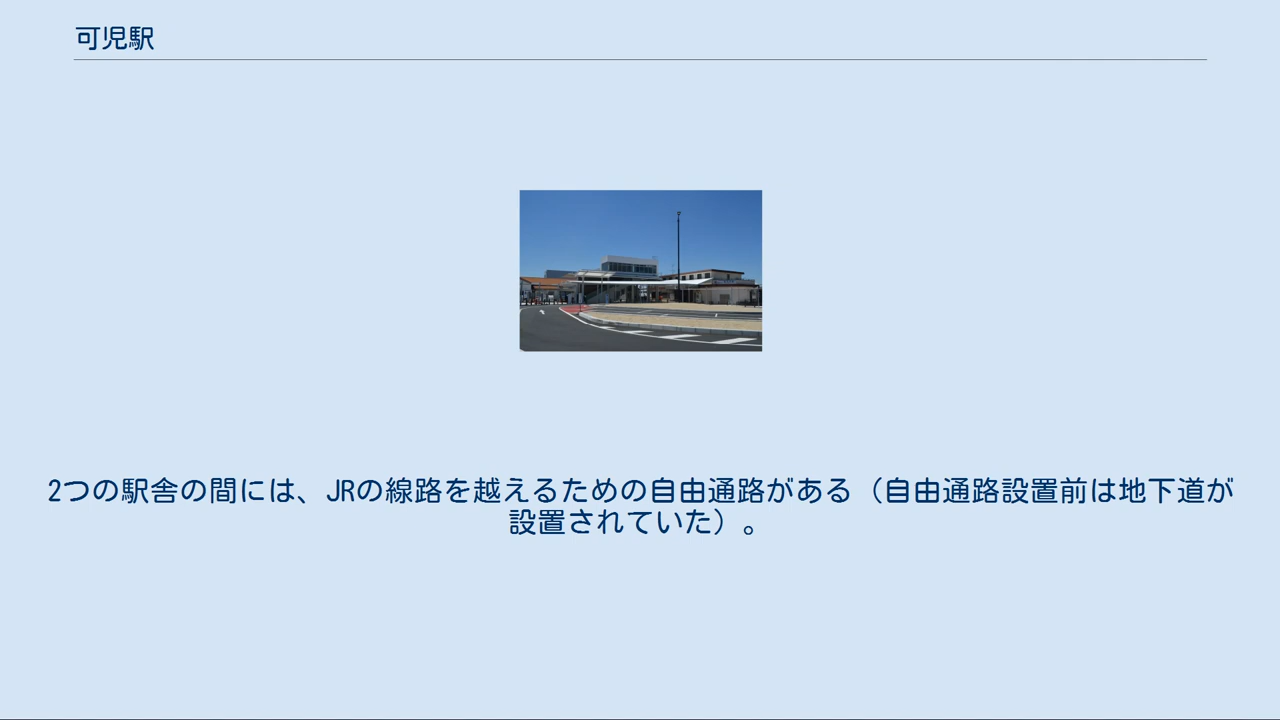 可児駅
2つの駅舎の間には、JRの線路を越えるための自由通路がある（自由通路設置前は地下道が
設置されていた）。